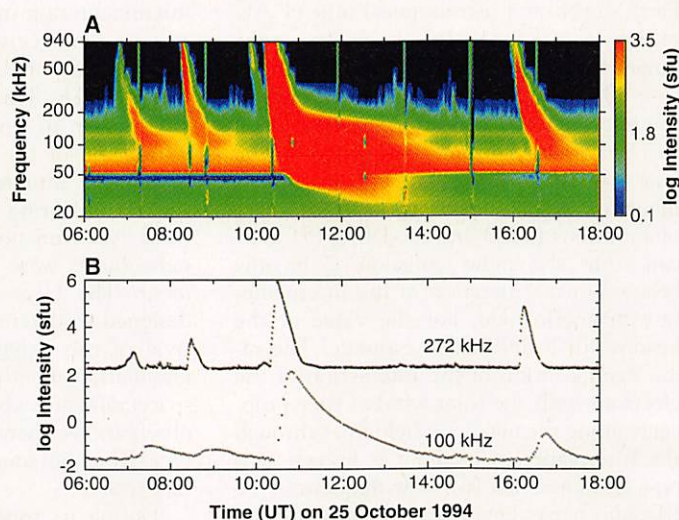 A
940
500
200
100
50
20
Frequency (kHz)
06:00 08:00 10:00 12:00 14:00 16:00 18:00
3.5
1.8
0.1
log Intensity (sfu)
B
6
4
2
0
-2
log Intensity (sfu)
272 kHz
100 kHz
06:00 08:00 10:00 12:00 14:00 16:00 18:00
Time (UT) on 25 October 1994